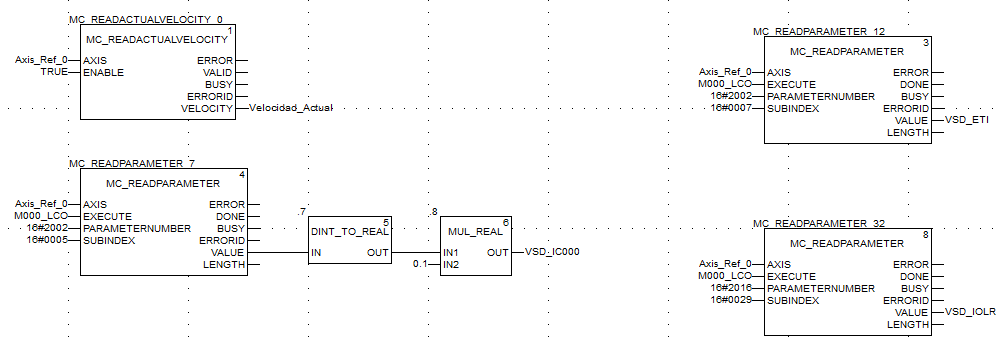 MC_READACTUALVELOCITY_0
1
MC_READACTUALVELOCITY
Axis_Ref_0 AXIS ERROR
TRUE ENABLE VALID
BUSY
ERRORID
VELOCITY Velocidad_Actual
MC_READPARAMETER_12
3
MC_READPARAMETER
Axis_Ref_0 AXIS ERROR
M000_LCO EXECUTE DONE
16#2002 PARAMETERNUMBER BUSY
16#0007 SUBINDEX ERRORID
VALUE VSD_ETI
LENGTH
MC_READPARAMETER_7
4
MC_READPARAMETER
Axis_Ref_0 AXIS ERROR
M000_LCO EXECUTE DONE
16#2002 PARAMETERNUMBER BUSY
16#0005 SUBINDEX ERRORID
VALUE
LENGTH
.7
5
DINT_TO_REAL
IN OUT
.8
6
MUL_REAL
IN1 OUT VSD_IC000
0.1 IN2
MC_READPARAMETER_32
8
MC_READPARAMETER
Axis_Ref_0 AXIS ERROR
M000_LCO EXECUTE DONE
16#2016 PARAMETERNUMBER BUSY
16#0029 SUBINDEX ERRORID
VALUE VSD_IOLR
LENGTH